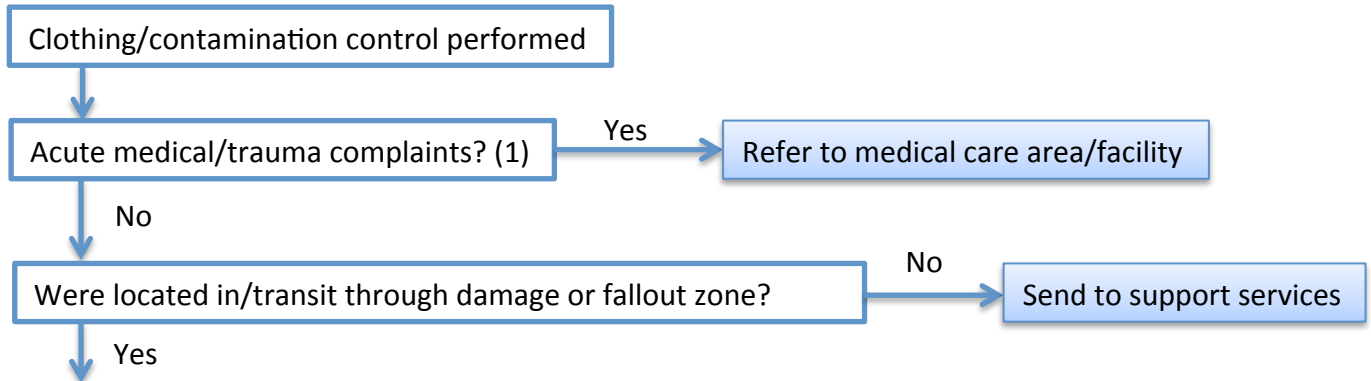 Clothing/contamination control performed
Acute medical/trauma complaints? (1)
Yes
Refer to medical care area/facility
No
Were located in/transit through damage or fallout zone?
No
Send to support services
Yes